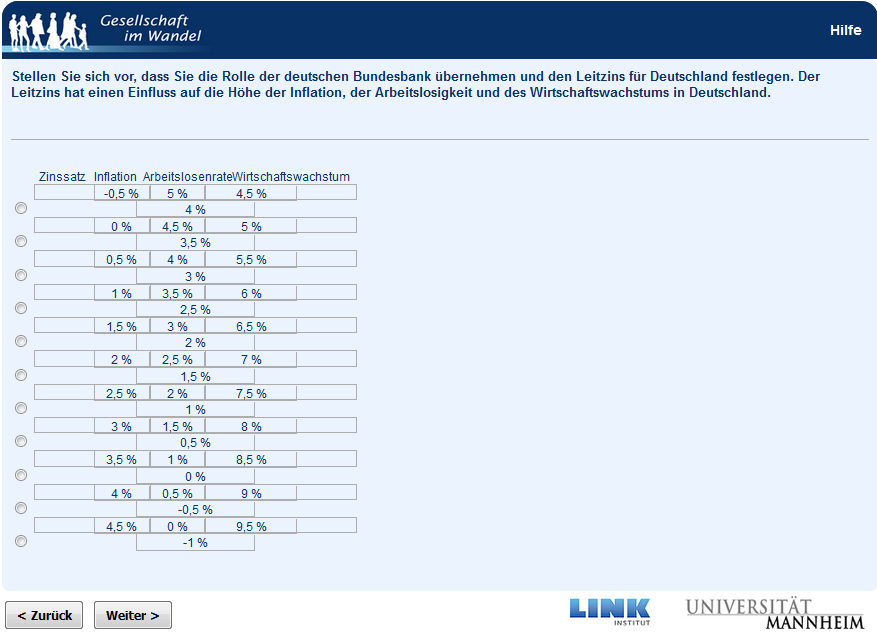 Gesellschaft
im Wandel
Hilfe
Stellen Sie sich vor, dass Sie die Rolle der deutschen Bundesbank übernehmen und den Leitzins für Deutschland festlegen. Der
Leitzins hat einen Einfluss auf die Höhe der Inflation, der Arbeitslosigkeit und des Wirtschaftswachstums in Deutschland.
Zinssatz Inflation ArbeitslosenrateWirtschaftswachstum
-0,5 % 5 % 4,5 %
4 %
0 % 4,5 % 5 %
3,5 %
0,5 % 4 % 5,5 %
3 %
1 % 3,5 % 6 %
2,5 %
1,5 % 3 % 6,5 %
2 %
2 % 2,5 % 7 %
1,5 %
2,5 % 2 % 7,5 %
1 %
3 % 1,5 % 8 %
0,5 %
3,5 % 1 % 8,5 %
0 %
4 % 0,5 % 9 %
-0,5 %
4,5 % 0 % 9,5 %
-1 %
< Zurück Weiter >
LINK
INSTITUT
UNIVERSITÄT
MANNHEIM